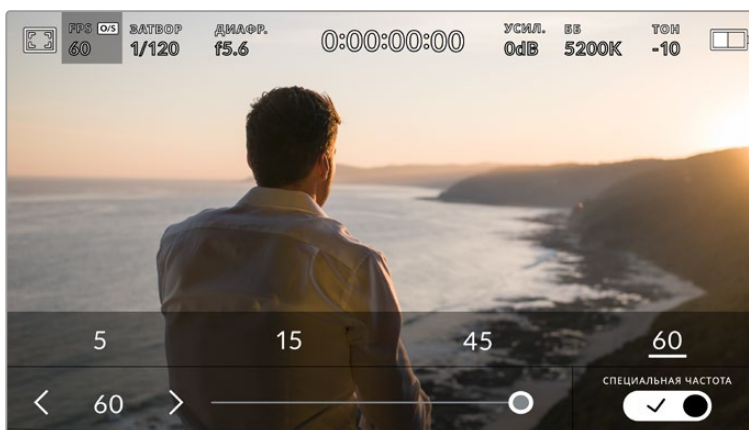 FPS O/S ЗАТВОР ДИАФР. УСИЛ. ББ ТОН
60 1/120 f5.6 0:00:00:00 0dB 5200K -10
5 15 45 60
СПЕЦИАЛЬНАЯ ЧАСТОТА
60